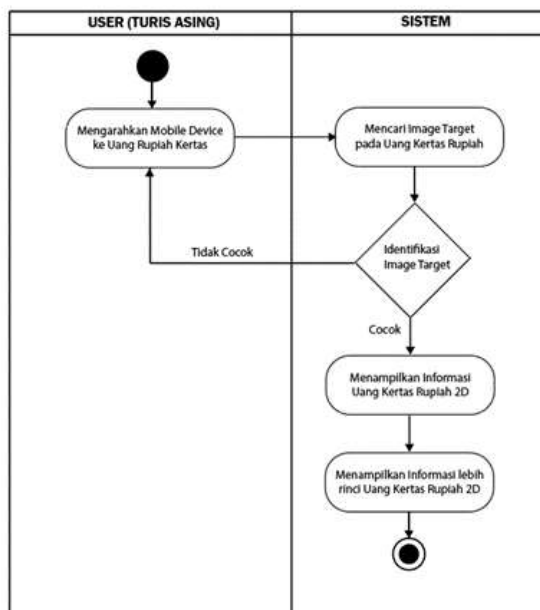 USER (TURIS ASING)
SISTEM
Mengarahkan Mobile Device
ke Uang Rupiah Kertas
Mencari Image Target
pada Uang Kertas Rupiah
Identifikasi
Image Target
Tidak Cocok
Cocok
Menampilkan Informasi
Uang Kertas Rupiah 2D
Menampilkan Informasi lebih
rinci Uang Kertas Rupiah 2D